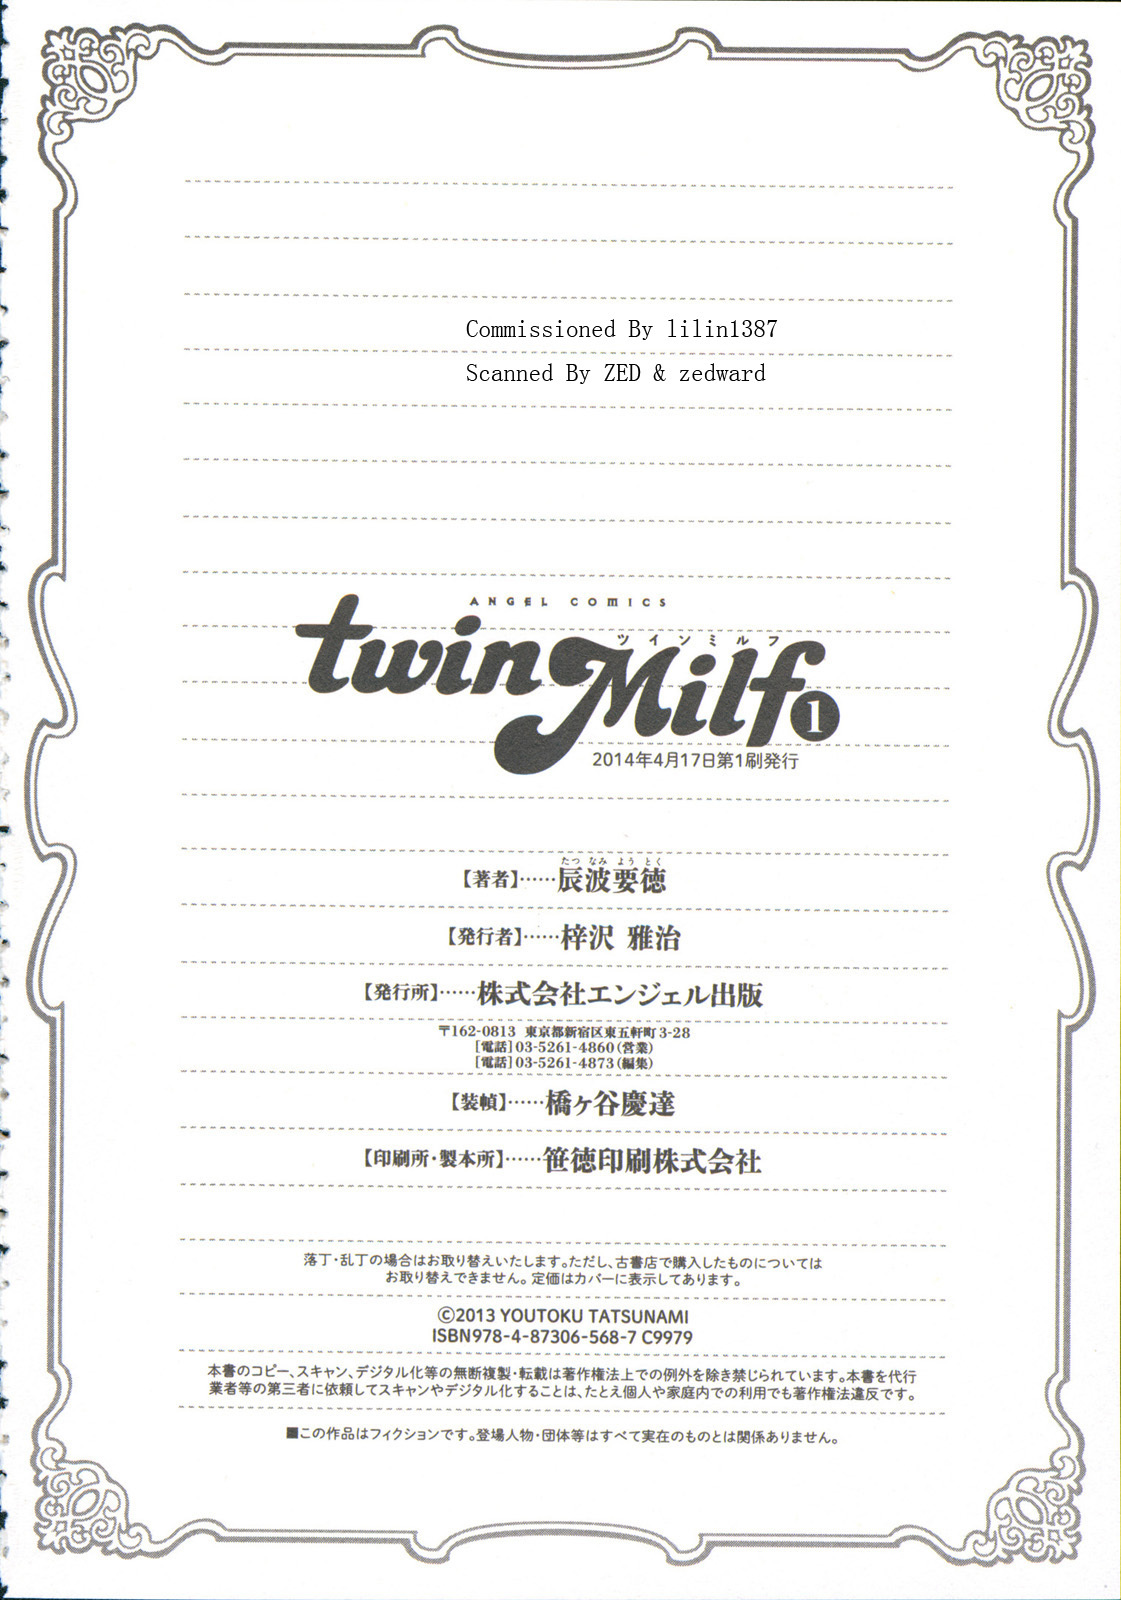 Commissioned By lilin1387
Scanned By ZED & zedward
ANGEL COMICS
ツインミルフ
twin Milf 1
2014年4月17日第1刷発行
たつ なみ よう とく
【著者】……辰波要徳
【発行者】……梓沢 雅治
【発行所】……株式会社エンジェル出版
〒162-0813 東京都新宿区東五軒町3-28
[電話]03-5261-4860(営業)
[電話]03-5261-4873(編集)
【装幀】……橋ヶ谷慶達
【印刷所・製本所】……笹徳印刷株式会社
落丁・乱丁の場合はお取り替えいたします。ただし、古書店で購入したものについては
お取り替えできません。定価はカバーに表示してあります。
©2013 YOUTOKU TATSUNAMI
ISBN978-4-87306-568-7 C9979
本書のコピー、スキャン、デジタル化等の無断複製・転載は著作権法上での例外を除き禁じられています。本書を代行
業者等の第三者に依頼してスキャンやデジタル化することは、たとえ個人や家庭内での利用でも著作権法違反です。
■この作品はフィクションです。登場人物・団体等はすべて実在のものとは関係ありません。